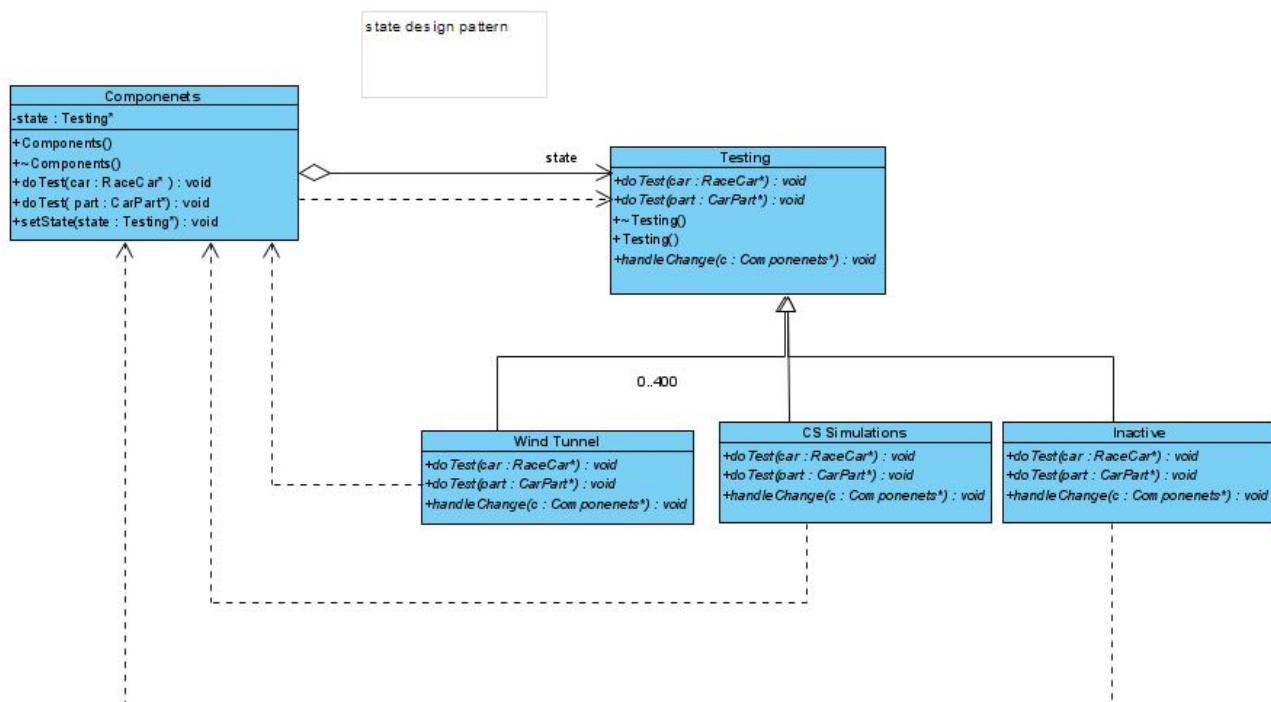 state design pattern
Componenets
-state : Testing*
+Components()
+~Components()
+doTest(car : RaceCar* ) : void
+doTest( part : CarPart*) : void
+setState(state : Testing*) : void
state
Testing
+doTest(car : RaceCar*) : void
+doTest(part : CarPart*) : void
+~Testing()
+Testing()
+handleChange(c : Componenets*) : void
0..400
Wind Tunnel
+doTest(car : RaceCar*) : void
+doTest(part : CarPart*) : void
+handleChange(c : Componenets*) : void
CS Simulations
+doTest(car : RaceCar*) : void
+doTest(part : CarPart*) : void
+handleChange(c : Componenets*) : void
Inactive
+doTest(car : RaceCar*) : void
+doTest(part : CarPart*) : void
+handleChange(c : Componenets*) : void